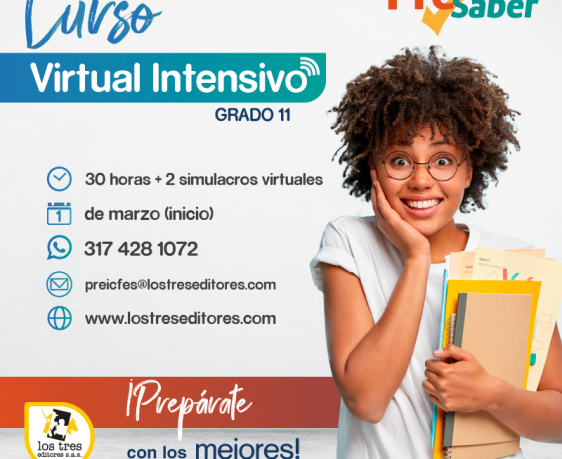 Curso
Saber
Virtual Intensivo
GRADO 11
30 horas + 2 simulacros virtuales
1
de marzo (inicio)
317 428 1072
preicfes@lostreseditores.com
www.lostreseditores.com
¡Prepárate
con los mejores!
los tres
editores s.a.s.